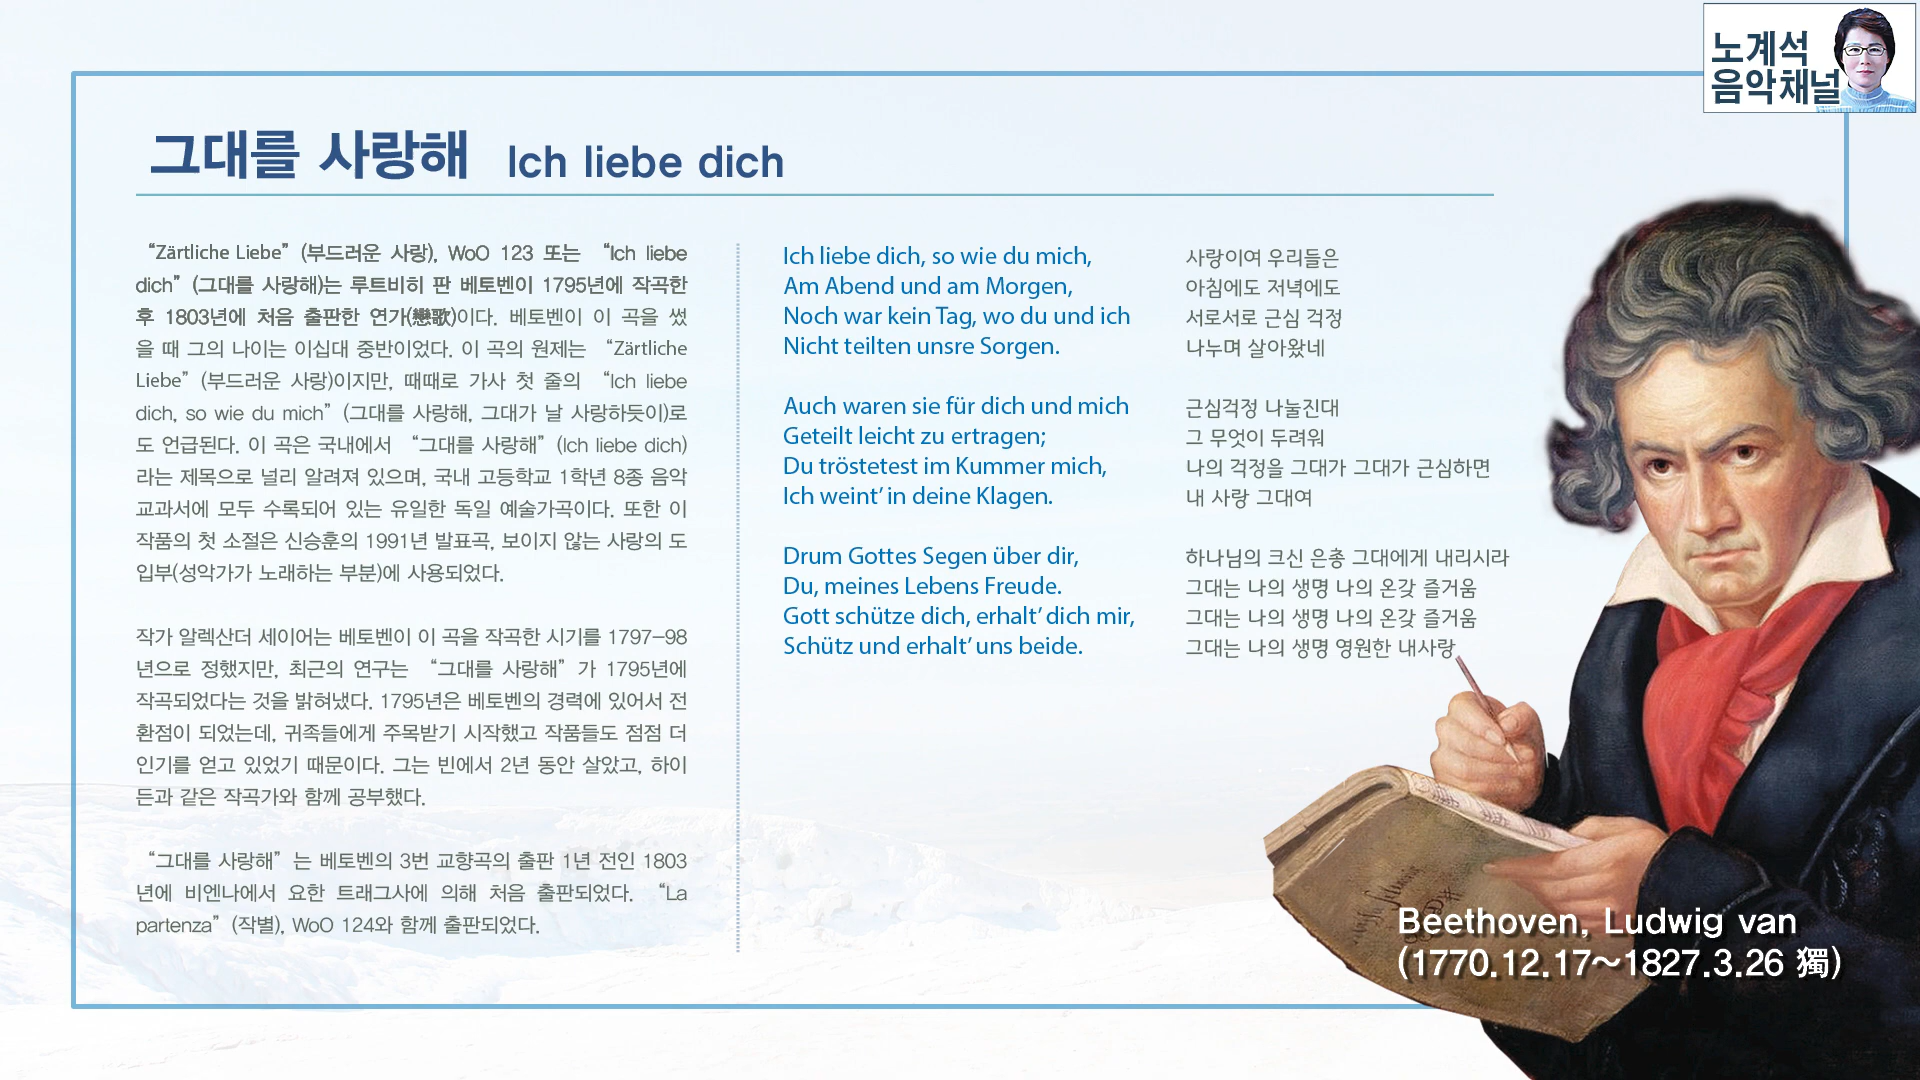 노계석
음악채널
그대를 사랑해 Ich liebe dich
“Zärtliche Liebe” (부드러운 사랑), WoO 123 또는 “Ich liebe
dich” (그대를 사랑해)는 루트비히 판 베토벤이 1795년에 작곡한
후 1803년에 처음 출판한 연가(戀歌)이다. 베토벤이 이 곡을 썼
을 때 그의 나이는 이십대 중반이었다. 이 곡의 원제는 “Zärtliche
Liebe” (부드러운 사랑)이지만, 때때로 가사 첫 줄의 “Ich liebe
dich, so wie du mich” (그대를 사랑해, 그대가 날 사랑하듯이)로
도 언급된다. 이 곡은 국내에서 “그대를 사랑해” (Ich liebe dich)
라는 제목으로 널리 알려져 있으며, 국내 고등학교 1학년 8종 음악
교과서에 모두 수록되어 있는 유일한 독일 예술가곡이다. 또한 이
작품의 첫 소절은 신승훈의 1991년 발표곡, 보이지 않는 사랑의 도
입부(성악가가 노래하는 부분)에 사용되었다.
작가 알렉산더 세이어는 베토벤이 이 곡을 작곡한 시기를 1797-98
년으로 정했지만, 최근의 연구는 “그대를 사랑해” 가 1795년에
작곡되었다는 것을 밝혀냈다. 1795년은 베토벤의 경력에 있어서 전
환점이 되었는데, 귀족들에게 주목받기 시작했고 작품들도 점점 더
인기를 얻고 있었기 때문이다. 그는 빈에서 2년 동안 살았고, 하이
든과 같은 작곡가와 함께 공부했다.
“그대를 사랑해” 는 베토벤의 3번 교향곡의 출판 1년 전인 1803
년에 비엔나에서 요한 트래그사에 의해 처음 출판되었다. “La
partenza” (작별), WoO 124와 함께 출판되었다.
Ich liebe dich, so wie du mich,
Am Abend und am Morgen,
Noch war kein Tag, wo du und ich
Nicht teilten unsre Sorgen.
Auch waren sie für dich und mich
Geteilt leicht zu ertragen;
Du tröstetest im Kummer mich,
Ich weint’ in deine Klagen.
Drum Gottes Segen über dir,
Du, meines Lebens Freude.
Gott schütze dich, erhalt’ dich mir,
Schütz und erhalt’ uns beide.
사랑이여 우리들은
아침에도 저녁에도
서로서로 근심 걱정
나누며 살아왔네
근심걱정 나눌진대
그 무엇이 두려워
나의 걱정을 그대가 그대가 근심하면
내 사랑 그대여
하나님의 크신 은총 그대에게 내리시라
그대는 나의 생명 나의 온갖 즐거움
그대는 나의 생명 나의 온갖 즐거움
그대는 나의 생명 영원한 내사랑
Beethoven, Ludwig van
(1770.12.17~1827.3.26 獨)